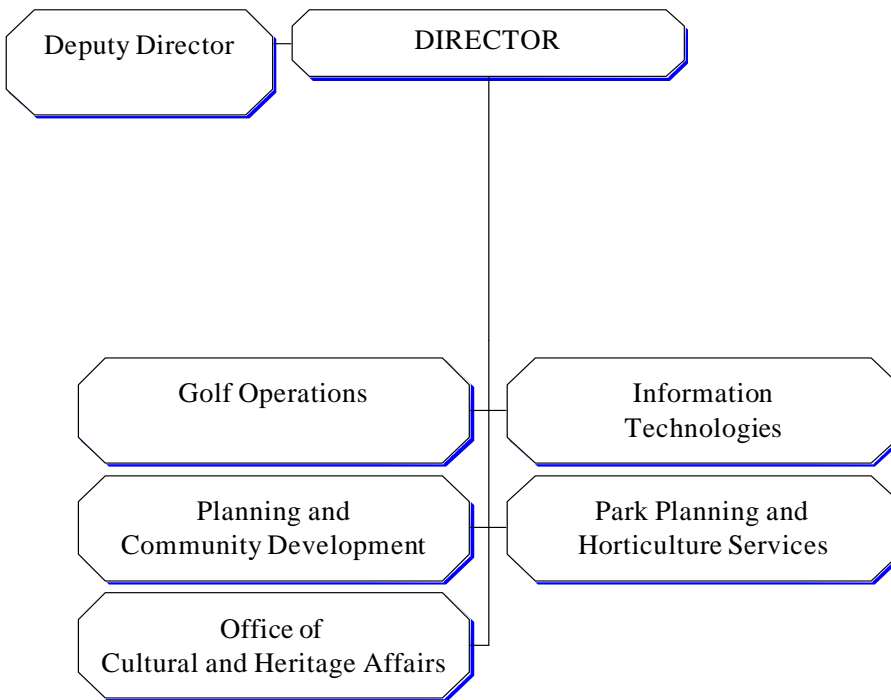 Deputy Director
DIRECTOR
Golf Operations
Information
Technologies
Planning and
Community Development
Park Planning and
Horticulture Services
Office of
Cultural and Heritage Affairs